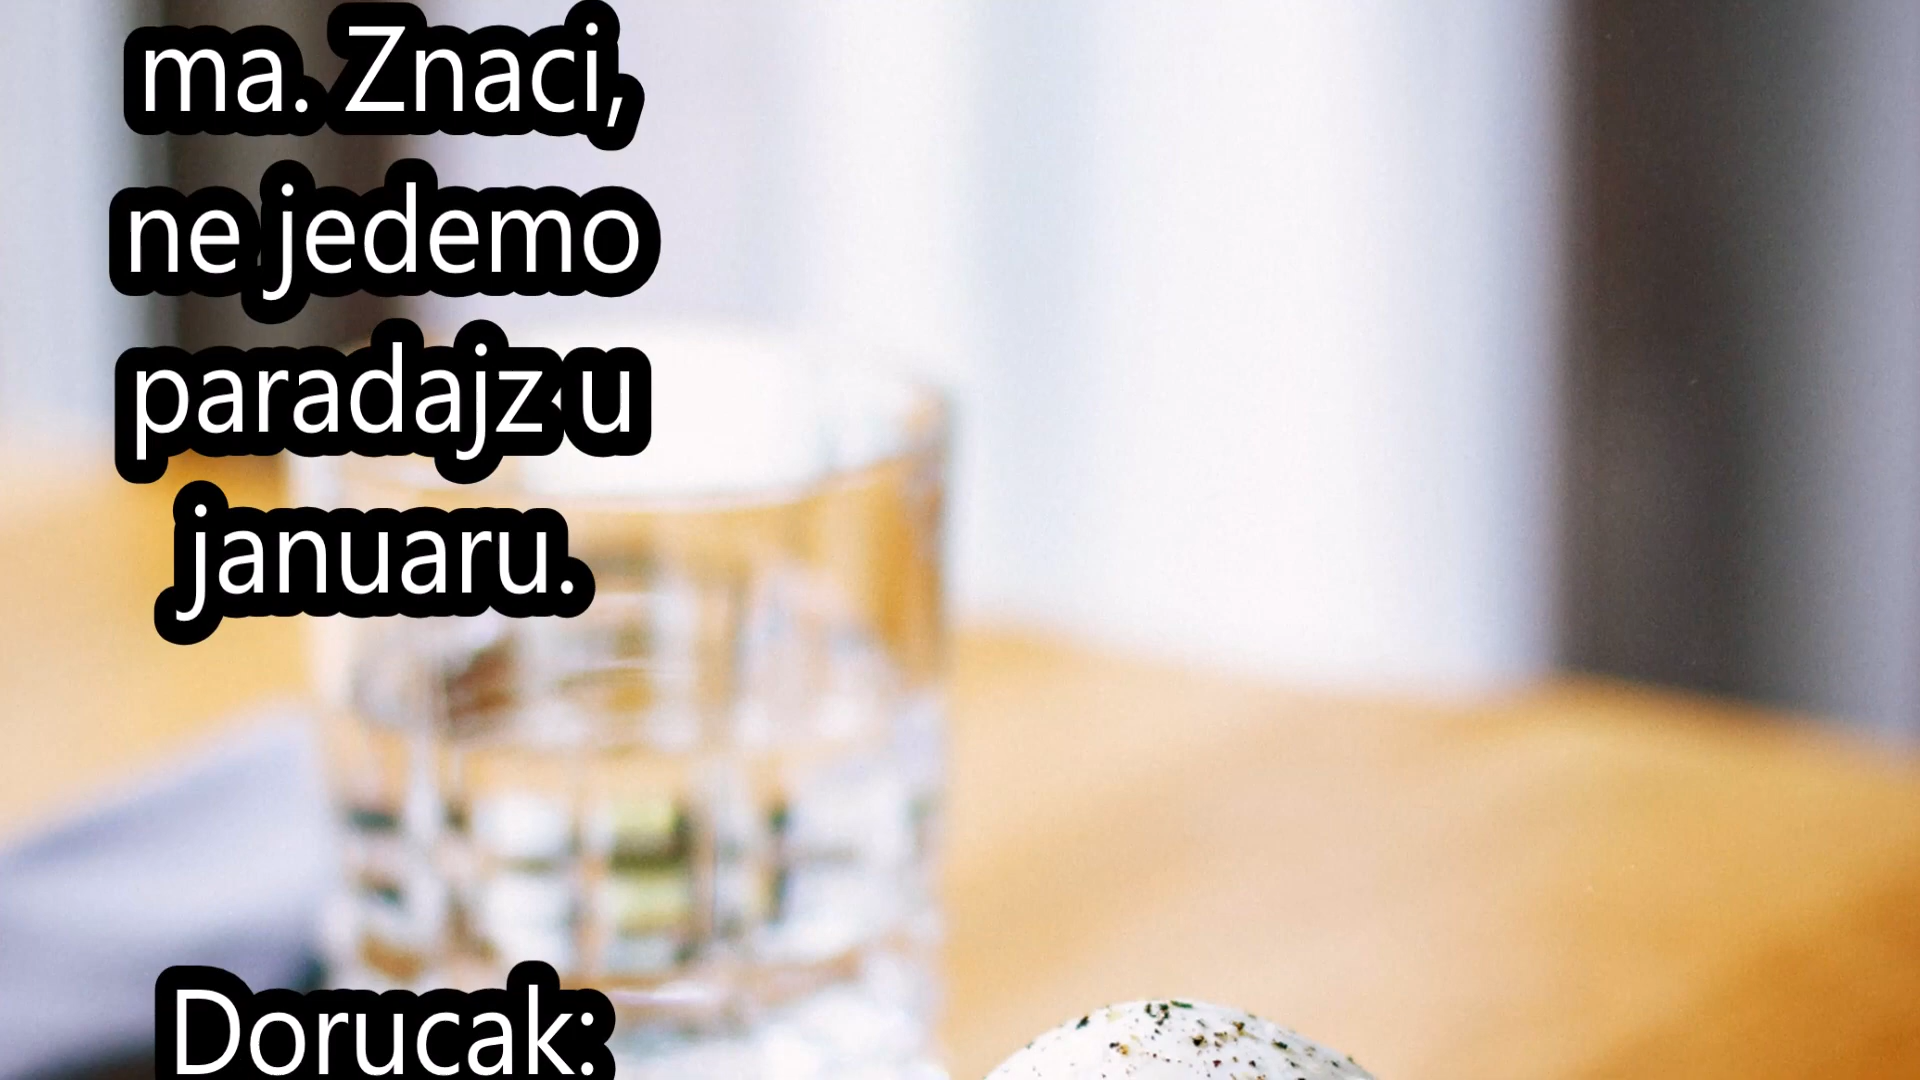 ma. Znaci,
ne jedemo
paradajz u
januaru.
Dorucak: